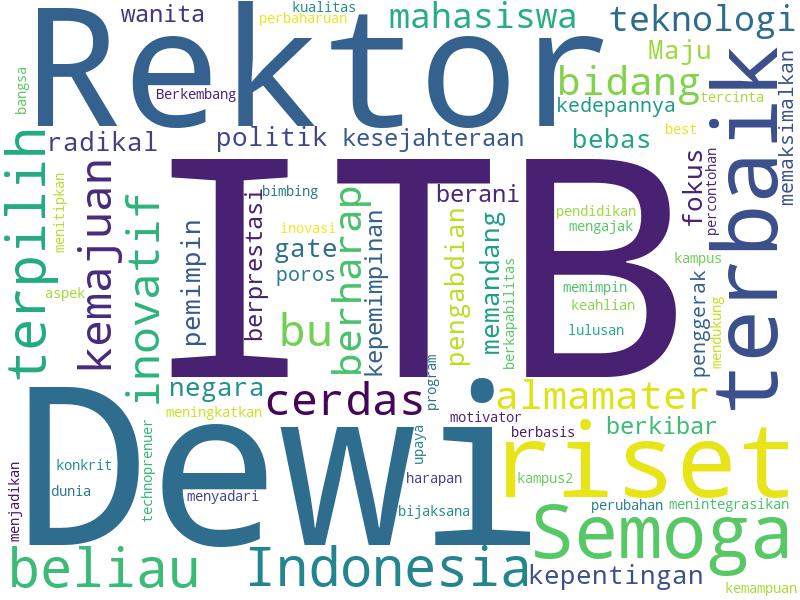 kualitas
wanita
perbaharuan
mahasiswa
teknologi
Rektor
Maju
bidang
bangsa
Berkembang
tercinta
kedepannya
memaksimalkan
terbaik
best
radikal
politik
kesejahteraan
bebas
terpilih
menitipkan
kemajuan
inovatif
ITB
bimbing
berani
fokus
percontohan
berprestasi
berharap
pendidikan
mengajak
inovasi
pemimpin
gate
kepemimpinan
pengabdian
memandang
kampus
poros
berkapabilitas
memimpin
keahlian
penggerak
mendukung
aspek
lulusan
bu
negara
cerdas
program
almamater
meningkatkan
motivator
Dewi
technoprenuer
upaya
berbasis
berkibar
riset
konkrit
menjadikan
harapan
kampus2
dunia
menyadari
bijaksana
perubahan
menintegrasikan
Semoga
beliau
Indonesia
kepentingan
kemampuan